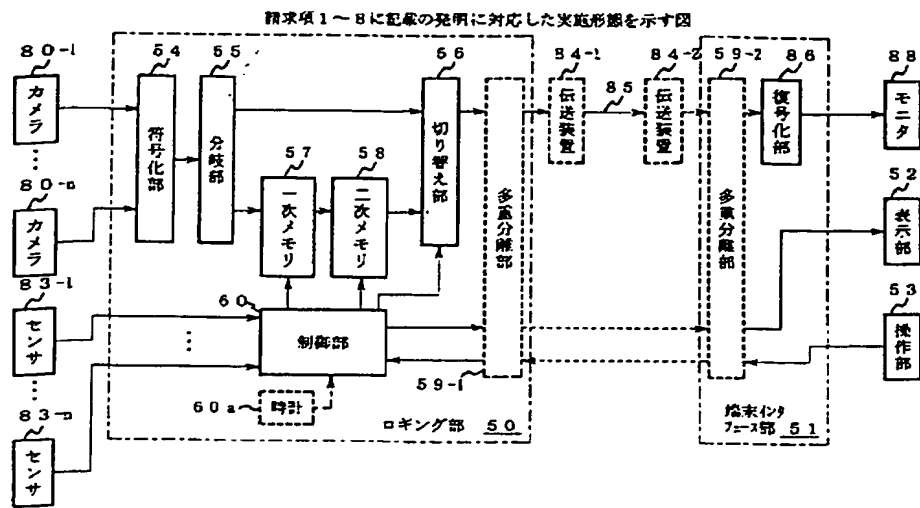 請求項1～8に記載の発明に対応した実施形態を示す図
80-1
カメラ
80-n
カメラ
83-1
センサ
83-n
センサ
54
符号化部
55
分岐部
57
一次メモリ
58
二次メモリ
56
切り替え部
60
制御部
60a
時計
59-1
多重分離部
ロギング部 50
84-1
伝送装置
85
84-2
伝送装置
59-2
多重分離部
86
復号化部
端末インタ
フェース部 51
88
モニタ
52
表示部
53
操作部